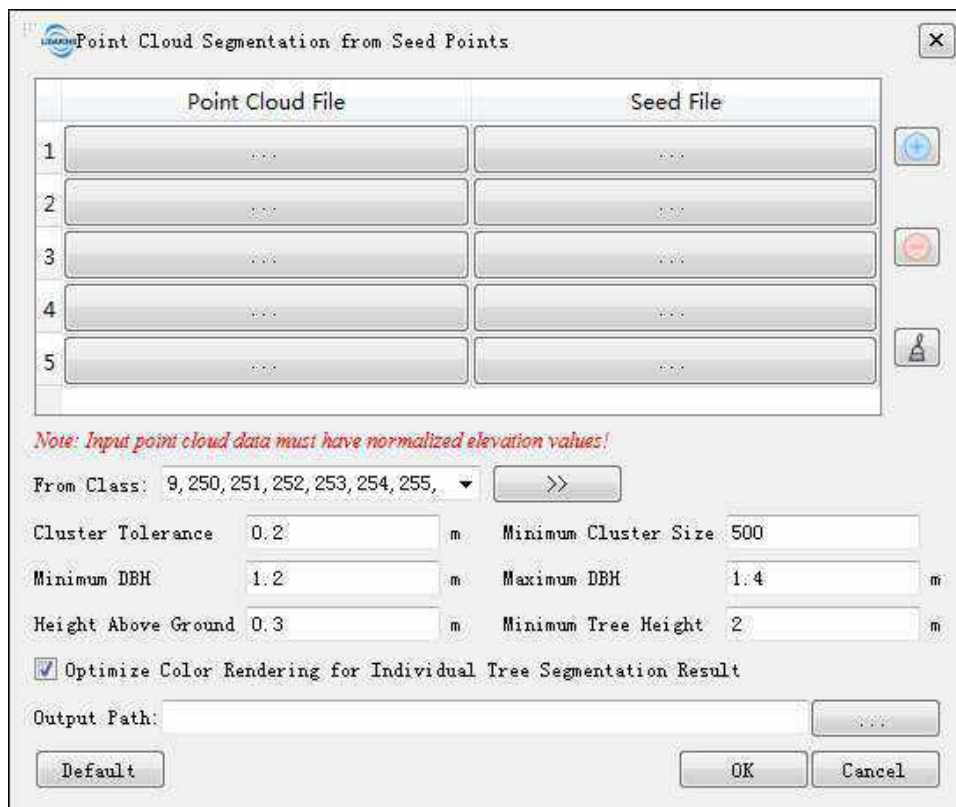 Point Cloud Segmentation from Seed Points
Point Cloud File Seed File
1 ... ...
2 ... ...
3 ... ...
4 ... ...
5 ... ...
Note: Input point cloud data must have normalized elevation values!
From Class: 9, 250, 251, 252, 253, 254, 255, >>
Cluster Tolerance 0.2 m Minimum Cluster Size 500
Minimum DBH 1.2 m Maximum DBH 1.4 m
Height Above Ground 0.3 m Minimum Tree Height 2 m
Optimize Color Rendering for Individual Tree Segmentation Result
Output Path: ...
Default OK Cancel